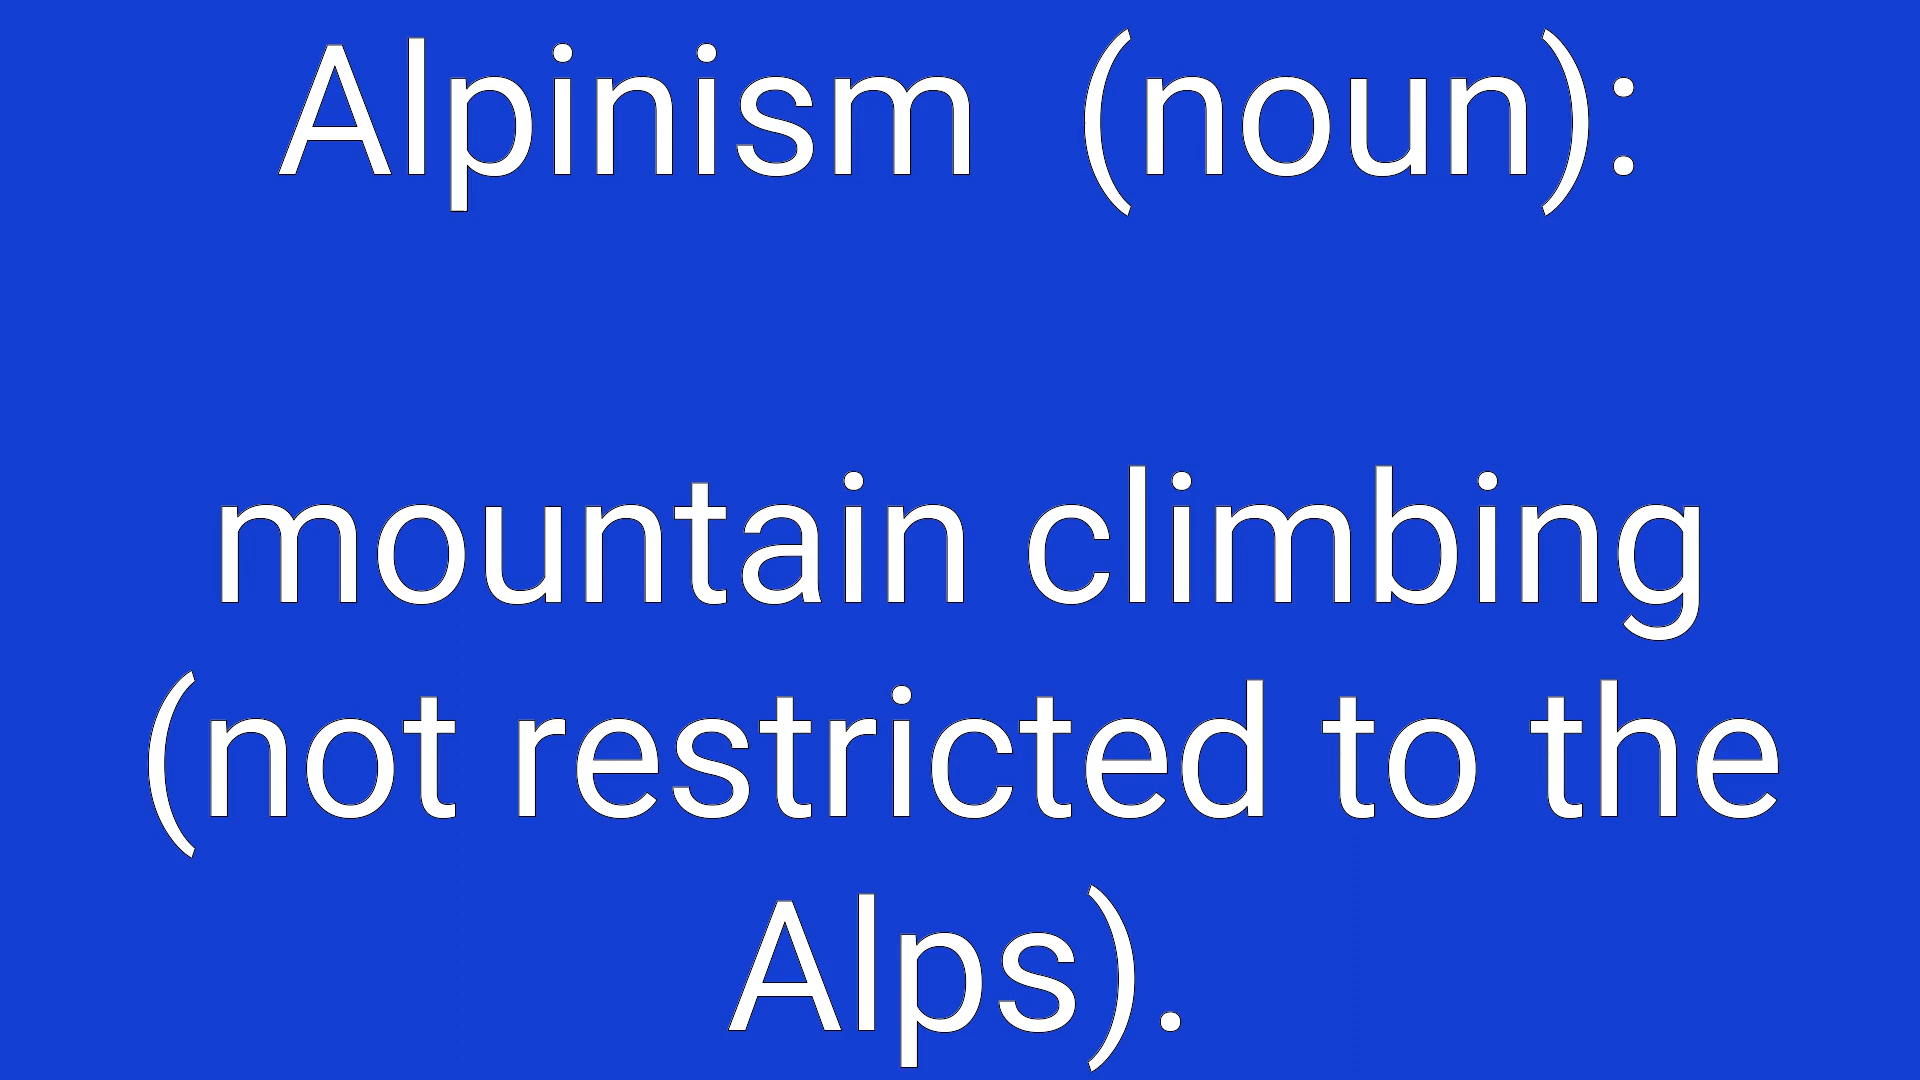 Alpinism  (noun):
mountain climbing
(not restricted to the
Alps).